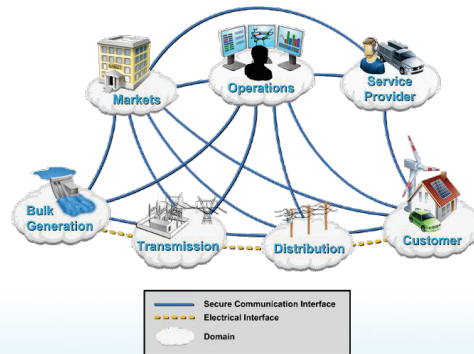 Markets
Operations
Service
Provider
Bulk
Generation
Transmission
Distribution
Customer
Secure Communication Interface
Electrical Interface
Domain